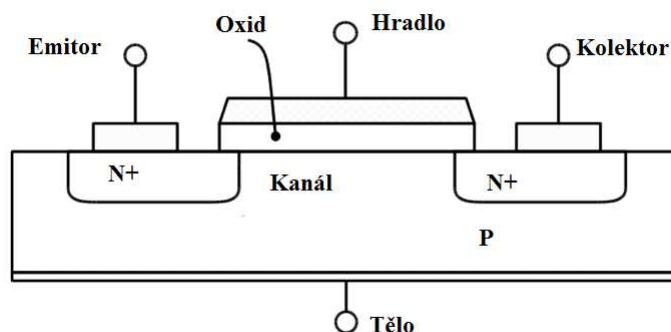 Oxid
Hradlo
Emitor
Kolektor
N+
Kanál
N+
P
Tělo